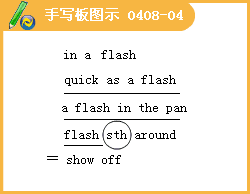 手写板图示 0408-04
in a flash
quick as a flash
a flash in the pan
flash sth around
= show off